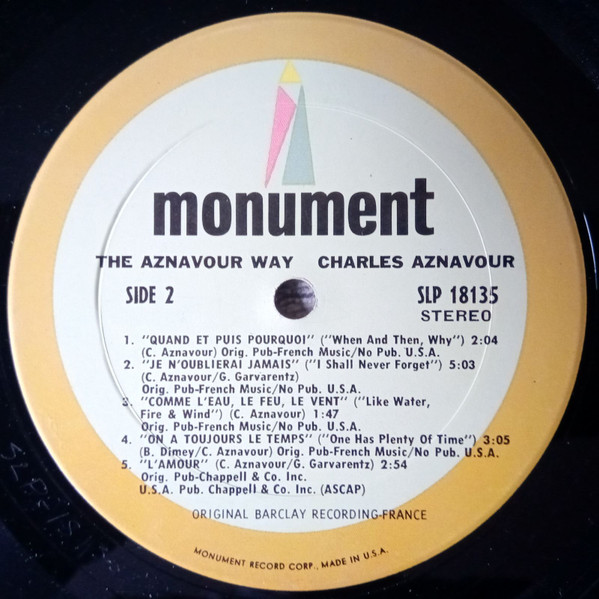 monument
THE AZNAVOUR WAY CHARLES AZNAVOUR
SIDE 2 SLP 18135
STEREO
1. "QUAND ET PUIS POURQUOI" ("When And Then, Why") 2:04
(C. Aznavour) Orig. Pub-French Music/No Pub. U.S.A.
2. "JE N'OUBLIERAI JAMAIS" ("I Shall Never Forget") 5:03
(C. Aznavour/G. Garvarentz)
Orig. Pub-French Music/No Pub. U.S.A.
3. "COMME L'EAU, LE FEU, LE VENT" ("Like Water,
Fire & Wind") (C. Aznavour) 1:47
Orig. Pub-French Music/No Pub. U.S.A.
4. "ON A TOUJOURS LE TEMPS" ("One Has Plenty Of Time") 3:05
(B. Dimey/C. Aznavour) Orig. Pub-French Music/No Pub. U.S.A.
5. "L'AMOUR" (C. Aznavour/G. Garvarentz) 2:54
Orig. Pub-Chappell & Co. Inc.
U.S.A. Pub. Chappell & Co. Inc. (ASCAP)
ORIGINAL BARCLAY RECORDING-FRANCE
MONUMENT RECORD CORP., MADE IN U.S.A.